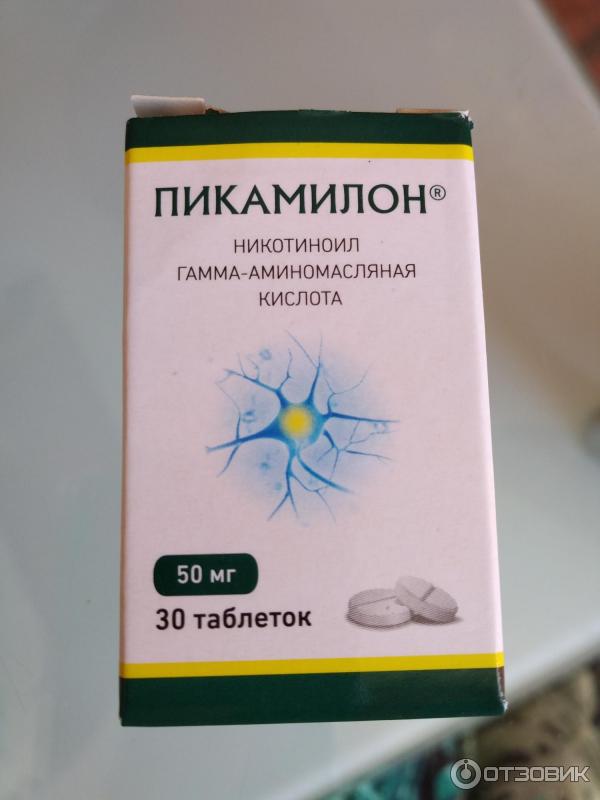 ПИКАМИЛОН®
НИКОТИНОИЛ
ГАММА-АМИНОМАСЛЯНАЯ
КИСЛОТА
50 мг
30 таблеток
ОТЗОВИК